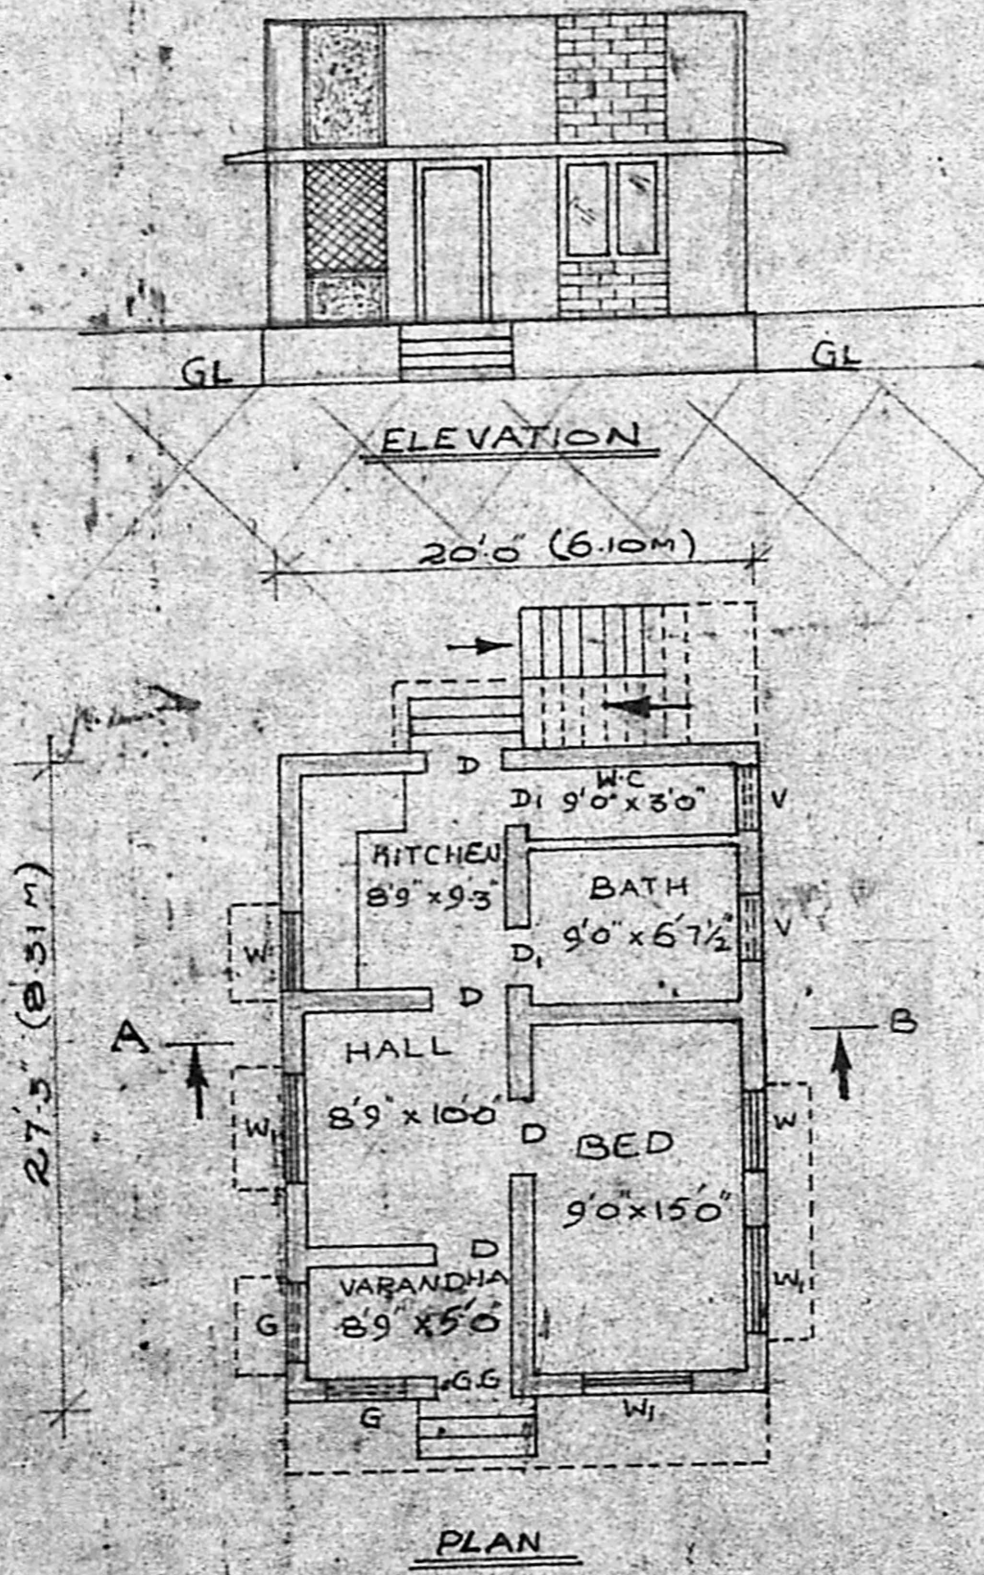 GL
GL
ELEVATION
20'.0" (6.10M)
D
W.C
D1 9'0" x 3'0"
V
KITCHEN
8'9" x 9'3"
BATH
9'0" x 6'7½"
V
W
D1
D
27'.3" (8.31 M)
A
B
HALL
8'9" x 10'0"
W1
D
BED
9'0" x 15'0"
W
D
VARANDHA
8'9" x 5'0"
W1
G
G.G
G
W1
PLAN